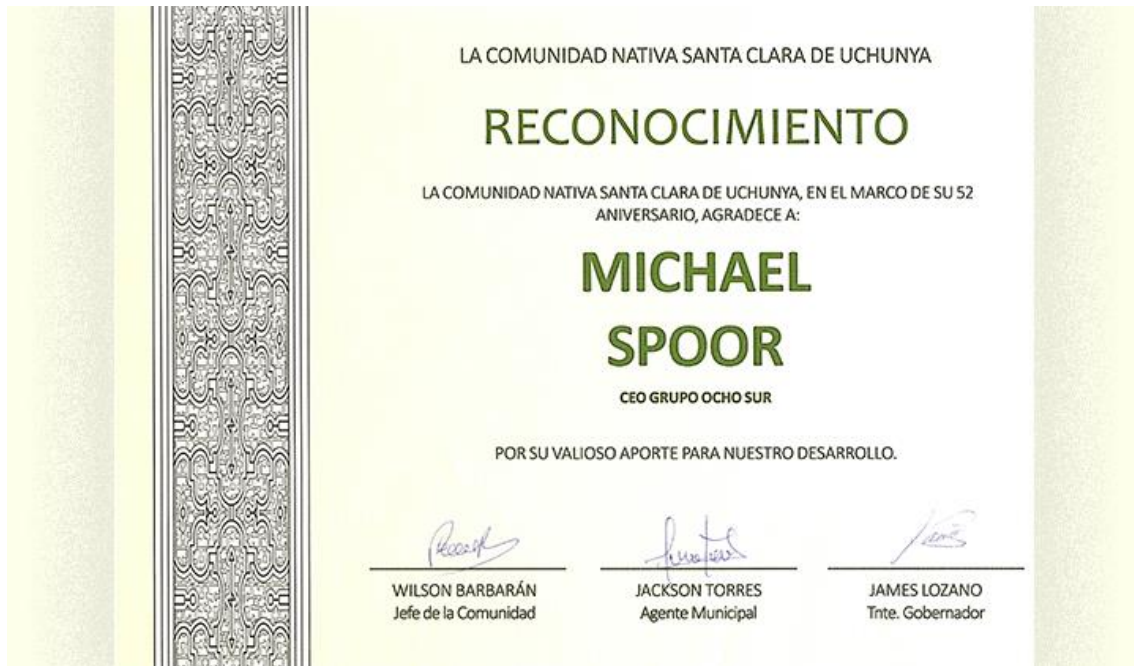 LA COMUNIDAD NATIVA SANTA CLARA DE UCHUNYA
RECONOCIMIENTO
LA COMUNIDAD NATIVA SANTA CLARA DE UCHUNYA, EN EL MARCO DE SU 52
ANIVERSARIO, AGRADECE A:
MICHAEL
SPOOR
CEO GRUPO OCHO SUR
POR SU VALIOSO APORTE PARA NUESTRO DESARROLLO.
WILSON BARBARÁN JACKSON TORRES JAMES LOZANO
Jefe de la Comunidad Agente Municipal Tnte. Gobernador